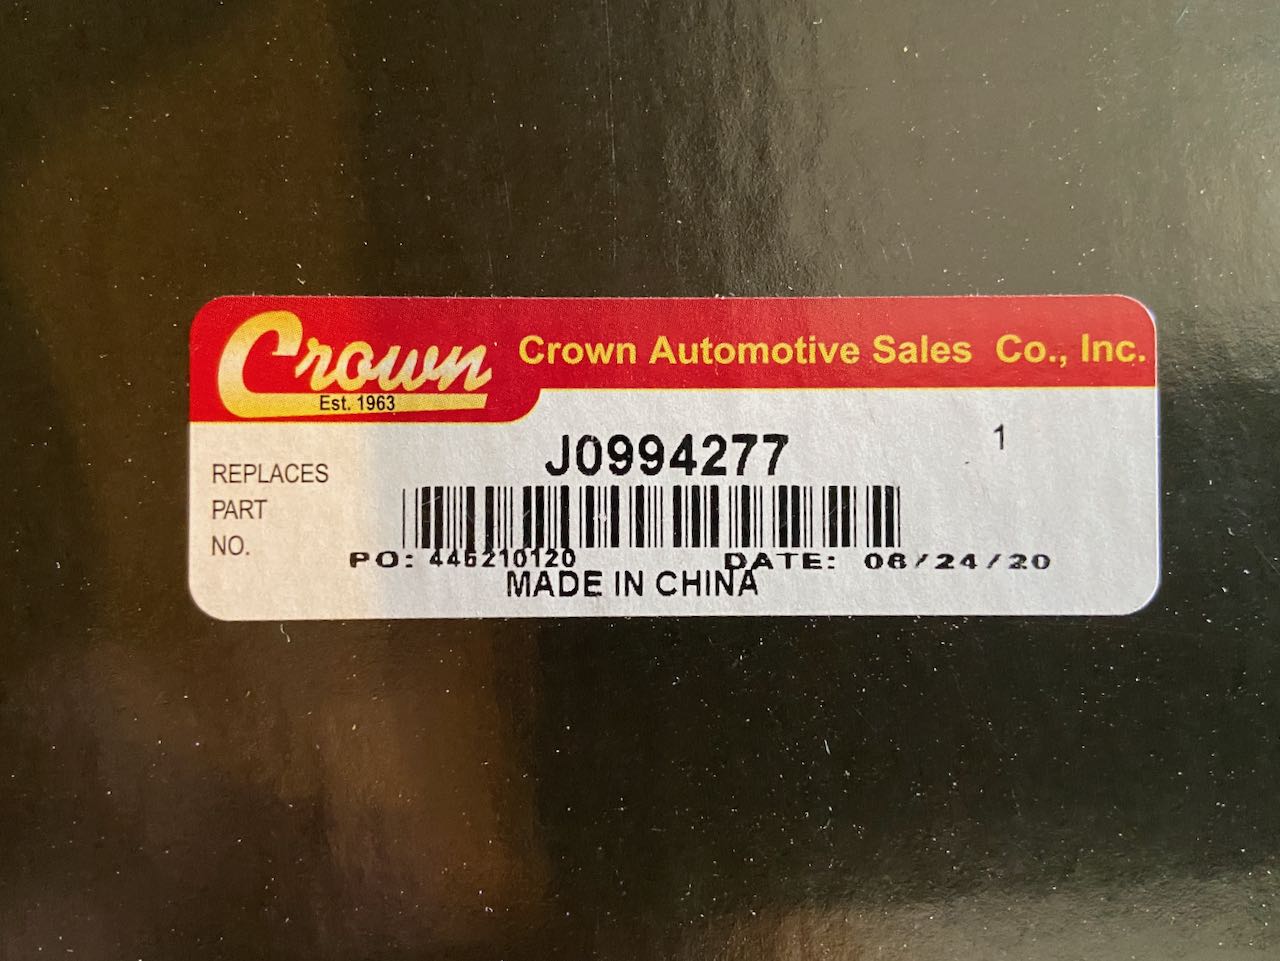 Crown
Est. 1963
Crown Automotive Sales Co., Inc.
J0994277
1
REPLACES
PART
NO.
PO: 446210120 DATE: 08/24/20
MADE IN CHINA